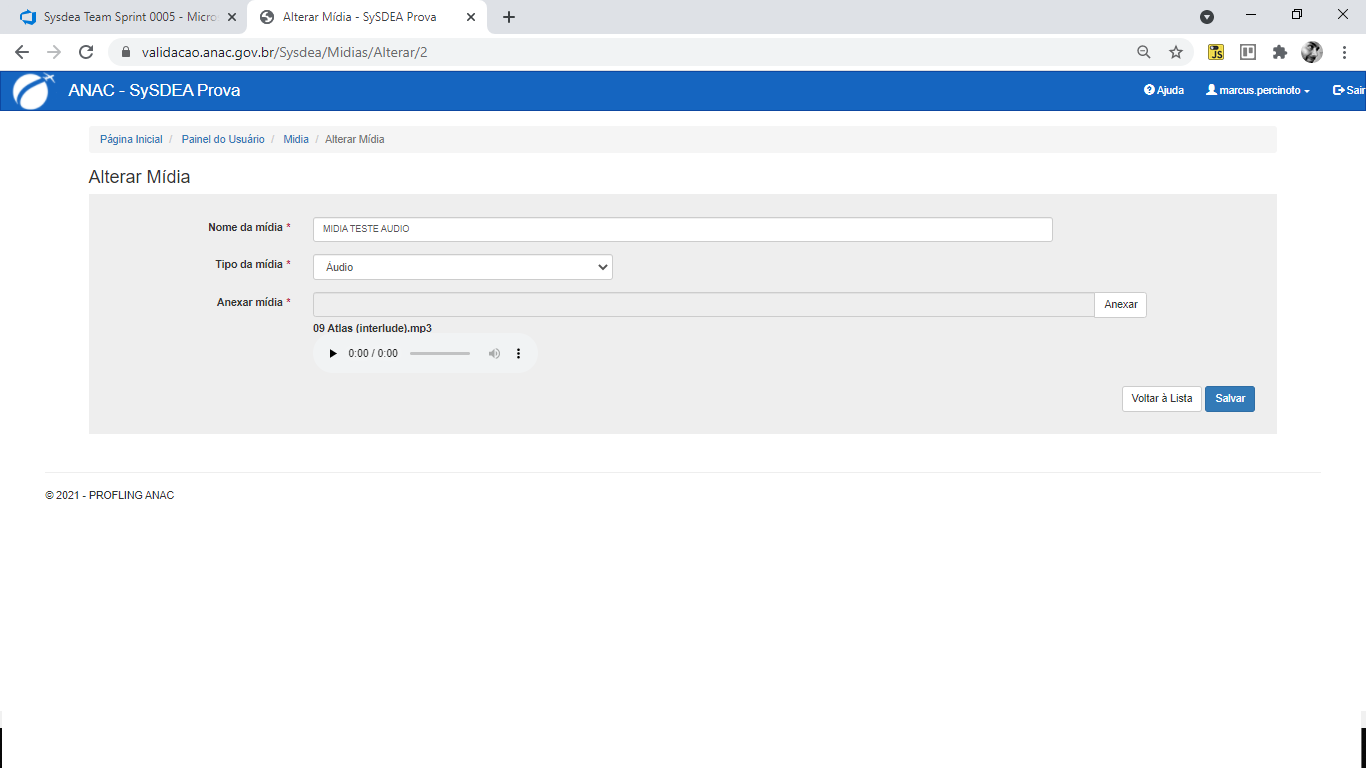 Sysdea Team Sprint 0005 - Micro
Alterar Mídia - SySDEA Prova
validacao.anac.gov.br/Sysdea/Midias/Alterar/2
JS
ANAC - SySDEA Prova
Ajuda
marcus.percinoto
Sair
Página Inicial / Painel do Usuário / Midia / Alterar Mídia
Alterar Mídia
Nome da mídia *
MIDIA TESTE AUDIO
Tipo da mídia *
Áudio
Anexar mídia *
Anexar
09 Atlas (interlude).mp3
0:00 / 0:00
Voltar à Lista
Salvar
© 2021 - PROFLING ANAC